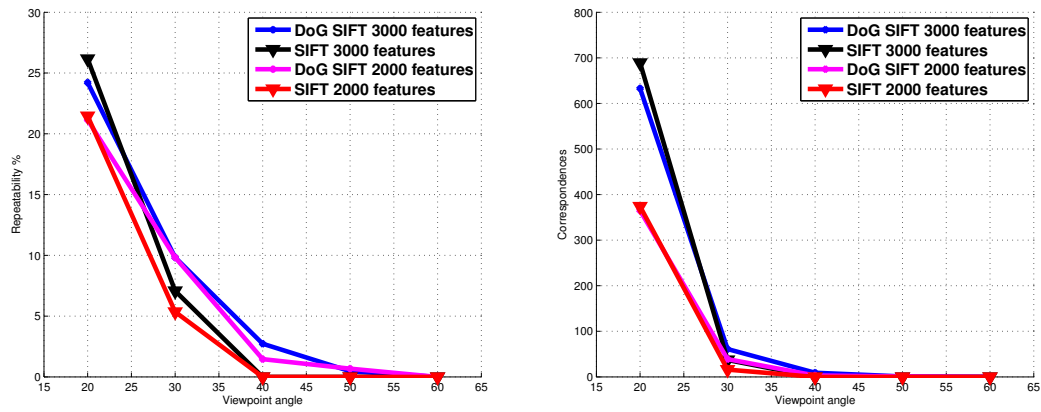 30
25
20
15
10
5
0
15 20 25 30 35 40 45 50 55 60 65
Repeatability %
Viewpoint angle
DoG SIFT 3000 features
SIFT 3000 features
DoG SIFT 2000 features
SIFT 2000 features
800
700
600
500
400
300
200
100
0
15 20 25 30 35 40 45 50 55 60 65
Correspondences
Viewpoint angle
DoG SIFT 3000 features
SIFT 3000 features
DoG SIFT 2000 features
SIFT 2000 features